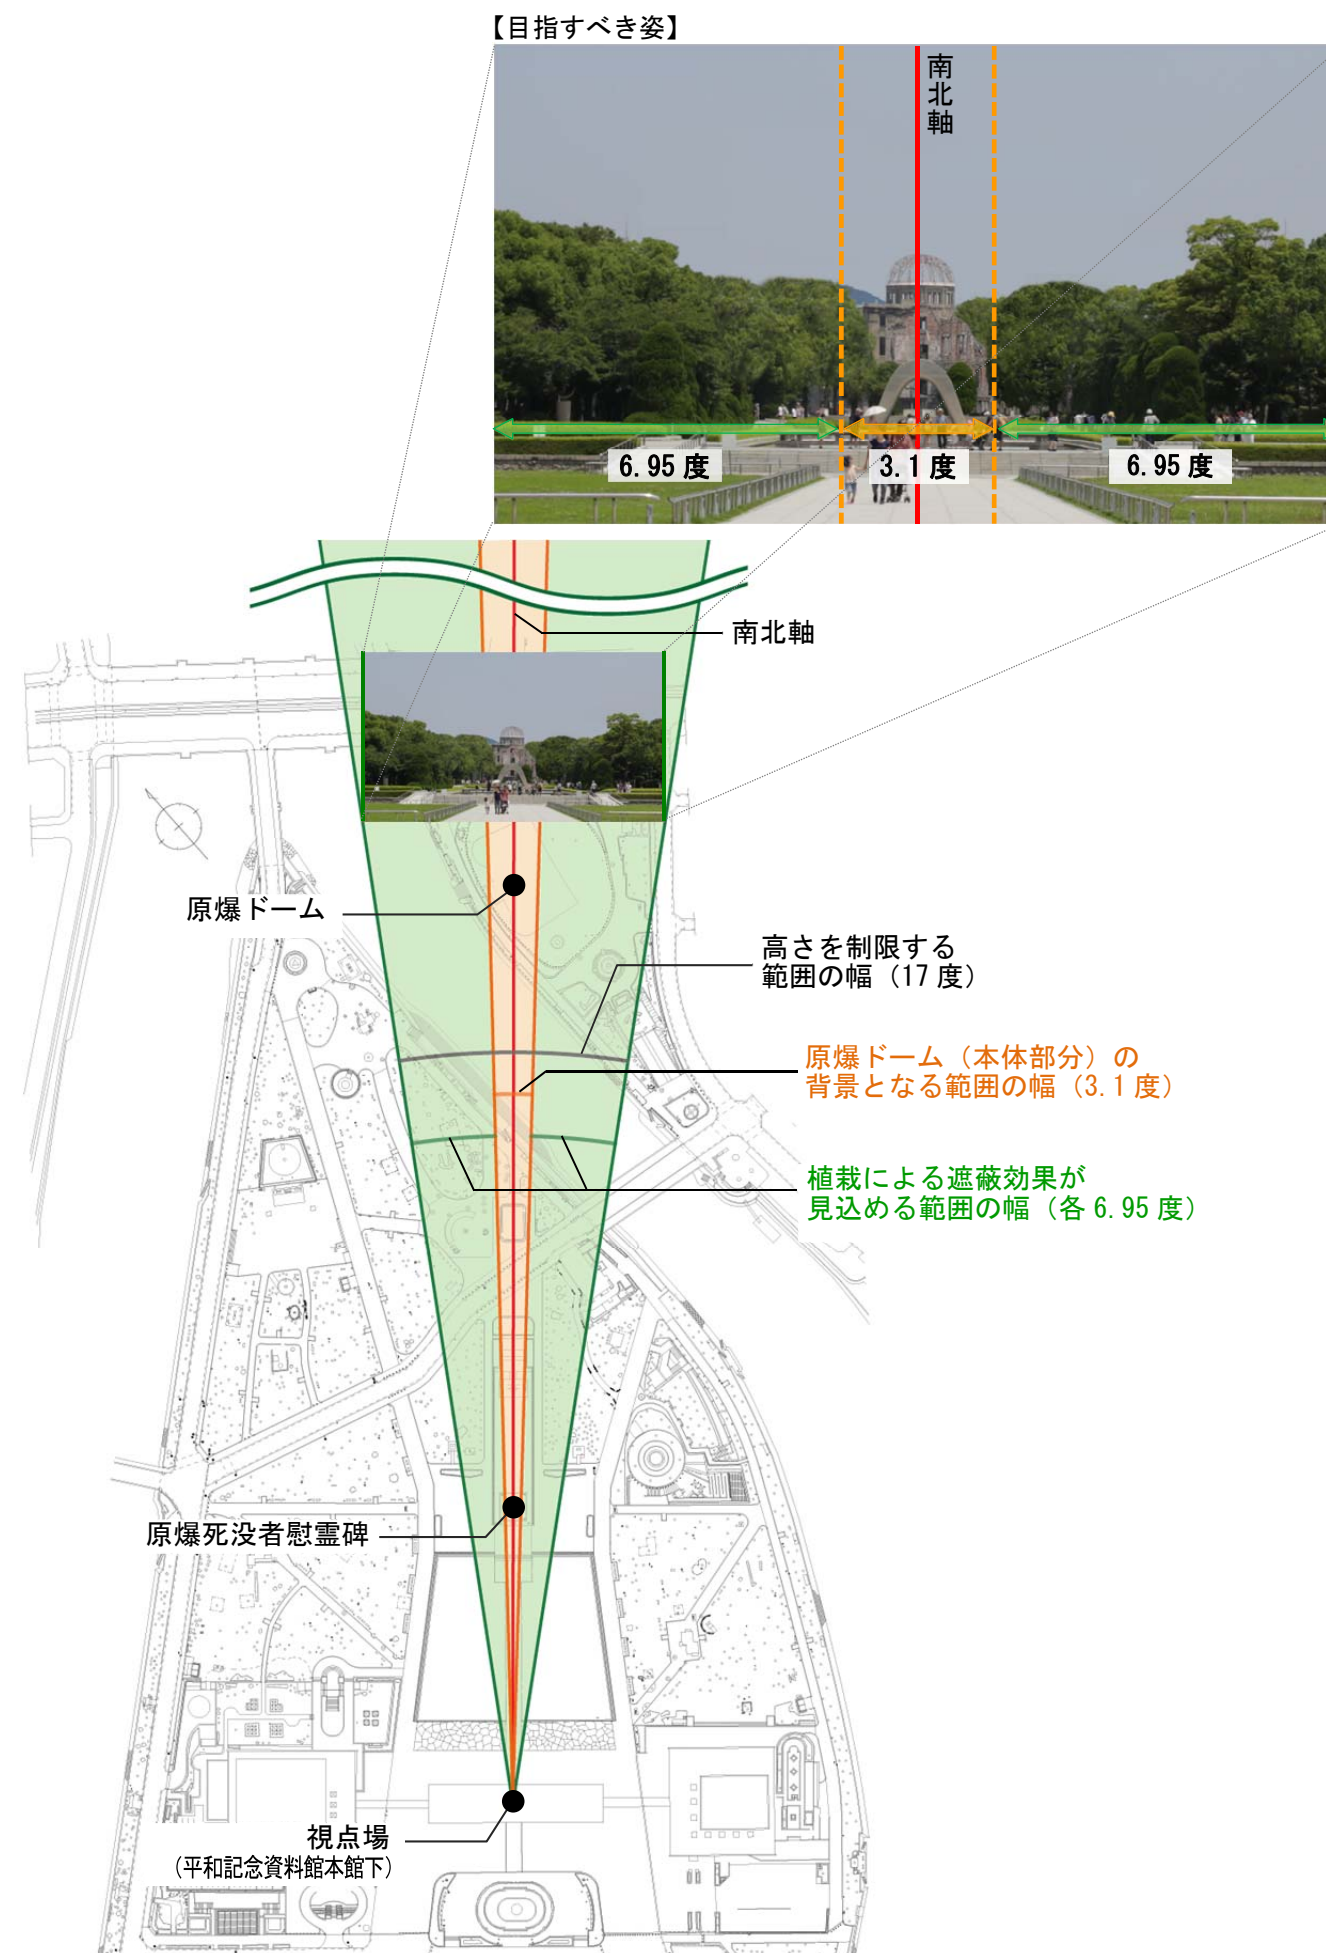 【目指すべき姿】
南北軸
6.95 度
3.1 度
6.95 度
南北軸
原爆ドーム
高さを制限する
範囲の幅（17 度）
原爆ドーム（本体部分）の
背景となる範囲の幅（3.1 度）
植栽による遮蔽効果が
見込める範囲の幅（各 6.95 度）
原爆死没者慰霊碑
視点場
（平和記念資料館本館下）